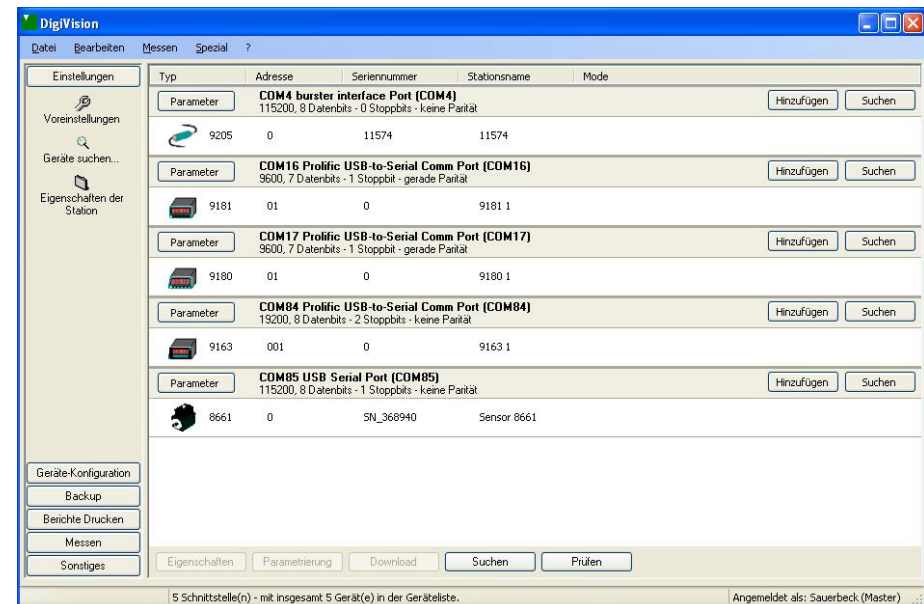 DigiVision
Datei Bearbeiten Messen Spezial ?
Einstellungen
Voreinstellungen
Geräte suchen...
Eigenschaften der
Station
Geräte-Konfiguration
Backup
Berichte Drucken
Messen
Sonstiges
Typ Adresse Seriennummer Stationsname Mode
Parameter
COM4 burster interface Port (COM4)
115200, 8 Datenbits - 0 Stoppbits - keine Parität
Hinzufügen Suchen
9205 0 11574 11574
Parameter
COM16 Prolific USB-to-Serial Comm Port (COM16)
9600, 7 Datenbits - 1 Stoppbit - gerade Parität
Hinzufügen Suchen
9181 01 0 9181 1
Parameter
COM17 Prolific USB-to-Serial Comm Port (COM17)
9600, 7 Datenbits - 1 Stoppbit - gerade Parität
Hinzufügen Suchen
9180 01 0 9180 1
Parameter
COM84 Prolific USB-to-Serial Comm Port (COM84)
19200, 8 Datenbits - 2 Stoppbits - keine Parität
Hinzufügen Suchen
9163 001 0 9163 1
Parameter
COM85 USB Serial Port (COM85)
115200, 8 Datenbits - 1 Stoppbits - keine Parität
Hinzufügen Suchen
8661 0 SN_368940 Sensor 8661
Eigenschaften Parametrierung Download Suchen Prüfen
5 Schnittstelle(n) - mit insgesamt 5 Gerät(e) in der Geräteliste. Angemeldet als: Sauerbeck (Master)